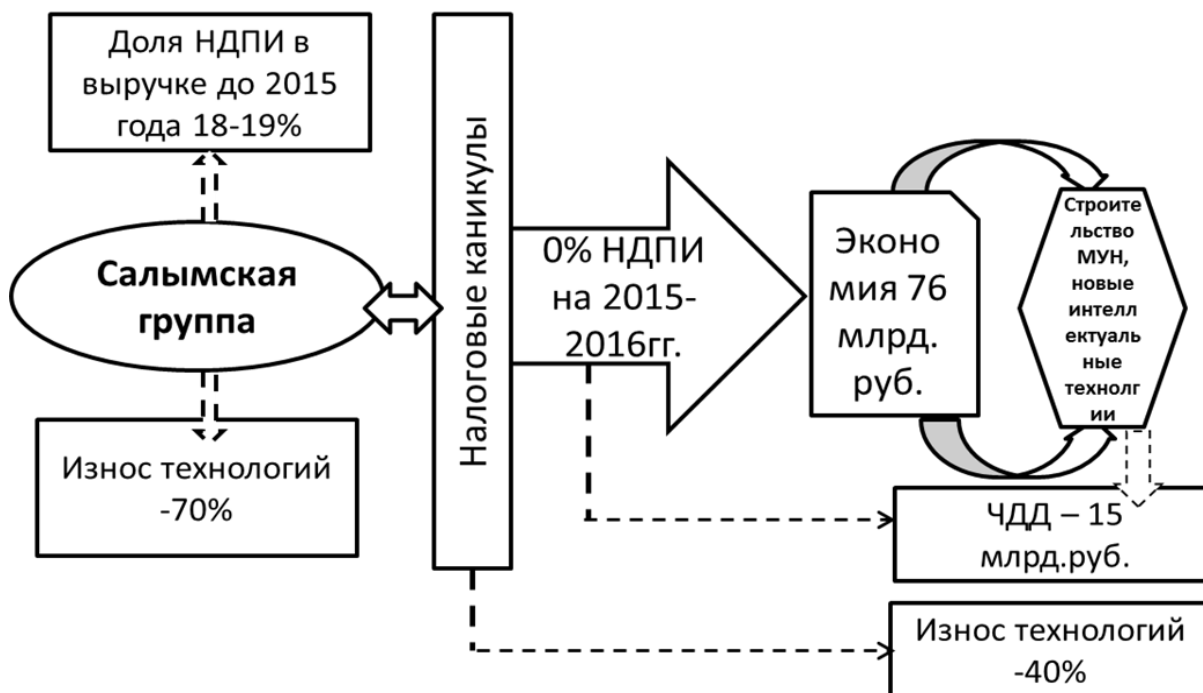 Доля НДПИ в
выручке до 2015
года 18-19%
Салымская
группа
Износ технологий
-70%
Налоговые каникулы
0% НДПИ
на 2015-
2016гг.
Эконо
мия 76
млрд.
руб.
Строите
льство
МУН,
новые
интелл
ектуаль
ные
технолг
ии
ЧДД – 15
млрд.руб.
Износ технологий
-40%